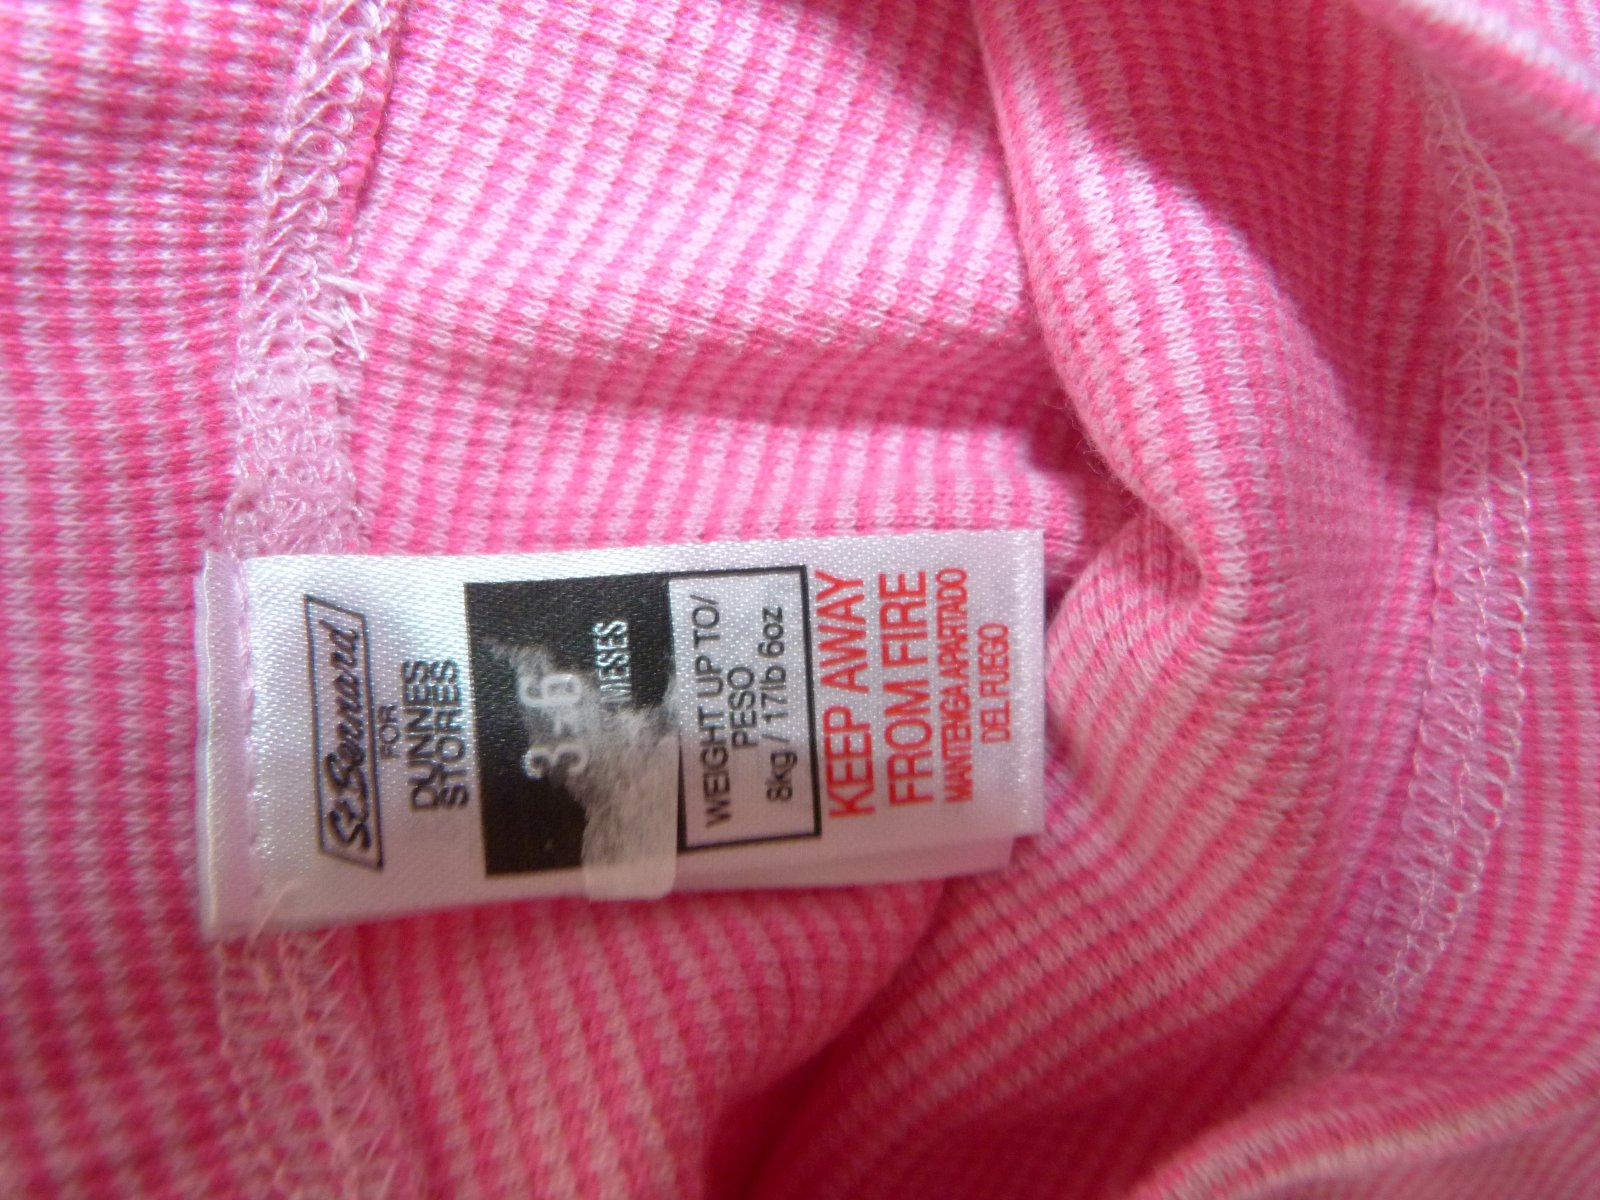 St Bernard
FOR
DUNNES
STORES
3-6
MESES
WEIGHT UP TO/
PESO
8kg / 17lb 6oz
KEEP AWAY
FROM FIRE
MANTENGA APARTADO
DEL FUEGO